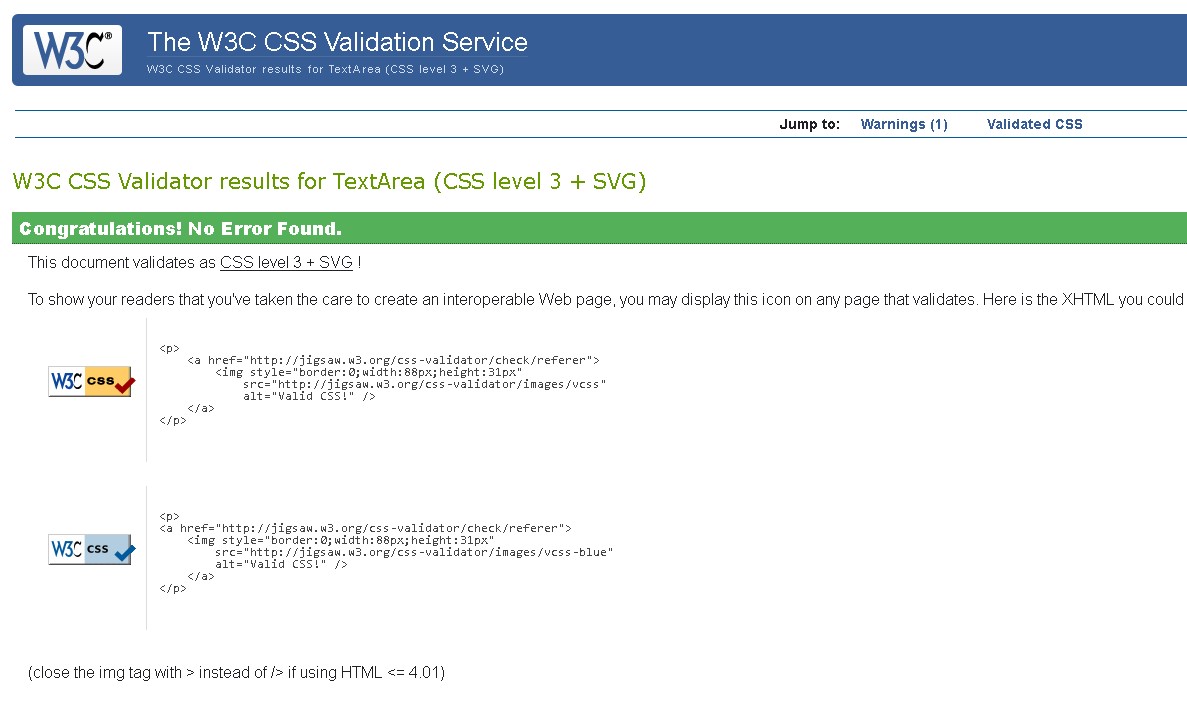 W3C®
The W3C CSS Validation Service
W3C CSS Validator results for TextArea (CSS level 3 + SVG)
Jump to: Warnings (1) Validated CSS
W3C CSS Validator results for TextArea (CSS level 3 + SVG)
Congratulations! No Error Found.
This document validates as CSS level 3 + SVG !
To show your readers that you've taken the care to create an interoperable Web page, you may display this icon on any page that validates. Here is the XHTML you could
W3C css
<p>
    <a href="http://jigsaw.w3.org/css-validator/check/referer">
        <img style="border:0;width:88px;height:31px"
            src="http://jigsaw.w3.org/css-validator/images/vcss"
            alt="Valid CSS!" />
    </a>
</p>
W3C css
<p>
<a href="http://jigsaw.w3.org/css-validator/check/referer">
    <img style="border:0;width:88px;height:31px"
        src="http://jigsaw.w3.org/css-validator/images/vcss-blue"
        alt="Valid CSS!" />
    </a>
</p>
(close the img tag with > instead of /> if using HTML <= 4.01)